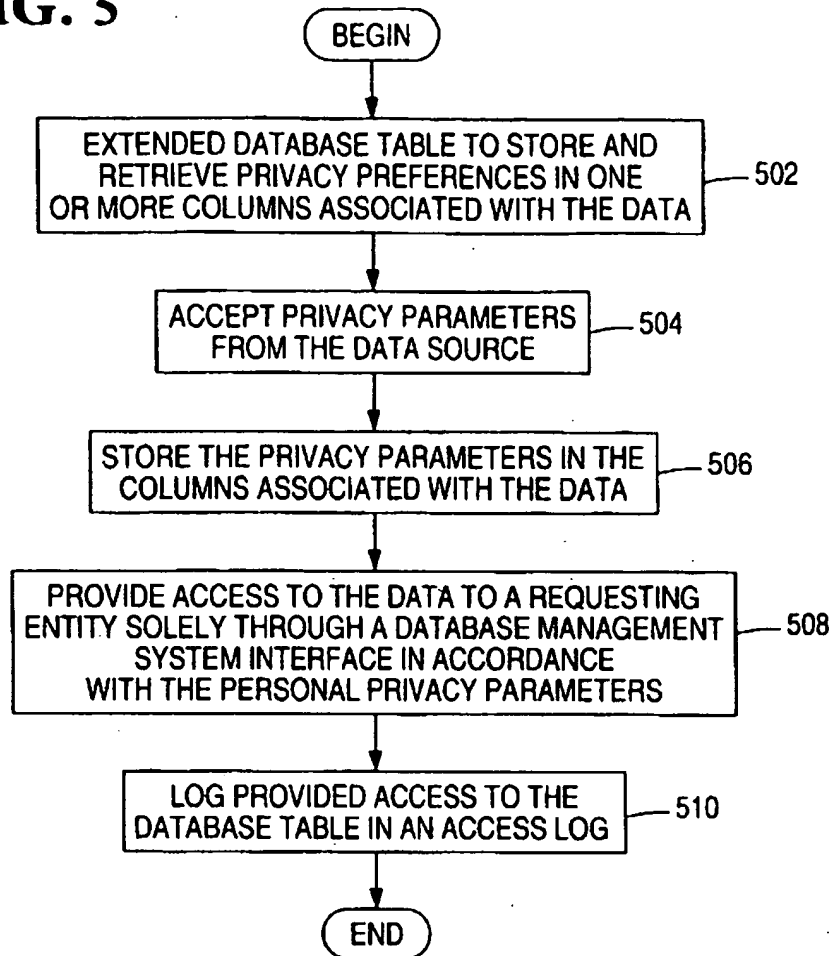 FIG. 5
BEGIN
EXTENDED DATABASE TABLE TO STORE AND
RETRIEVE PRIVACY PREFERENCES IN ONE
OR MORE COLUMNS ASSOCIATED WITH THE DATA
502
ACCEPT PRIVACY PARAMETERS
FROM THE DATA SOURCE
504
STORE THE PRIVACY PARAMETERS IN THE
COLUMNS ASSOCIATED WITH THE DATA
506
PROVIDE ACCESS TO THE DATA TO A REQUESTING
ENTITY SOLELY THROUGH A DATABASE MANAGEMENT
SYSTEM INTERFACE IN ACCORDANCE
WITH THE PERSONAL PRIVACY PARAMETERS
508
LOG PROVIDED ACCESS TO THE
DATABASE TABLE IN AN ACCESS LOG
510
END